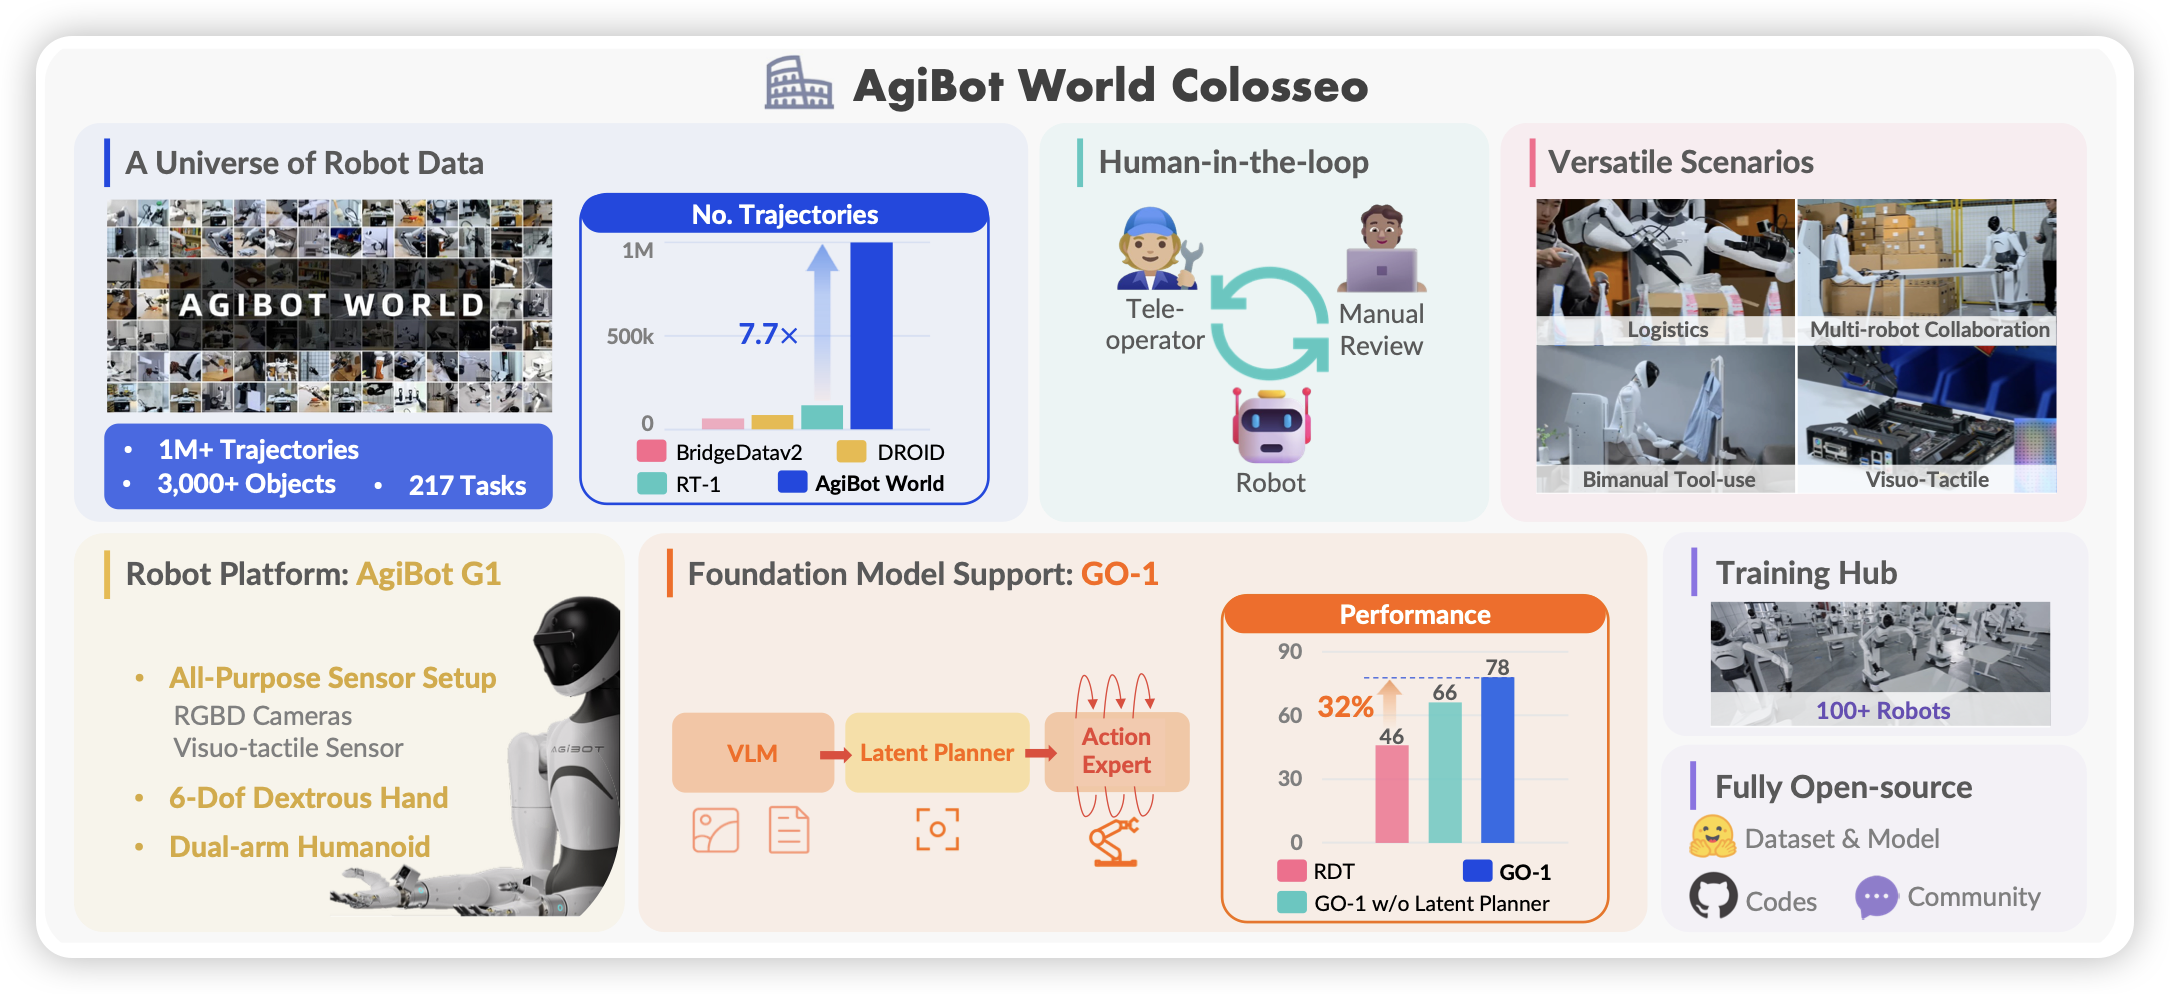 AgiBot World Colosseo
A Universe of Robot Data
AGIBOT WORLD
1M+ Trajectories
3,000+ Objects
217 Tasks
No. Trajectories
1M
7.7×
500k
0
BridgeDatav2
DROID
RT-1
AgiBot World
Human-in-the-loop
Tele-
operator
Manual
Review
Robot
Versatile Scenarios
Logistics
Multi-robot Collaboration
Bimanual Tool-use
Visuo-Tactile
Robot Platform: AgiBot G1
All-Purpose Sensor Setup
RGBD Cameras
Visuo-tactile Sensor
6-Dof Dextrous Hand
Dual-arm Humanoid
AGIBOT
Foundation Model Support: GO-1
VLM
Latent Planner
Action
Expert
Performance
90
78
66
32%
60
46
30
0
RDT
GO-1
GO-1 w/o Latent Planner
Training Hub
100+ Robots
Fully Open-source
Dataset & Model
Codes
Community